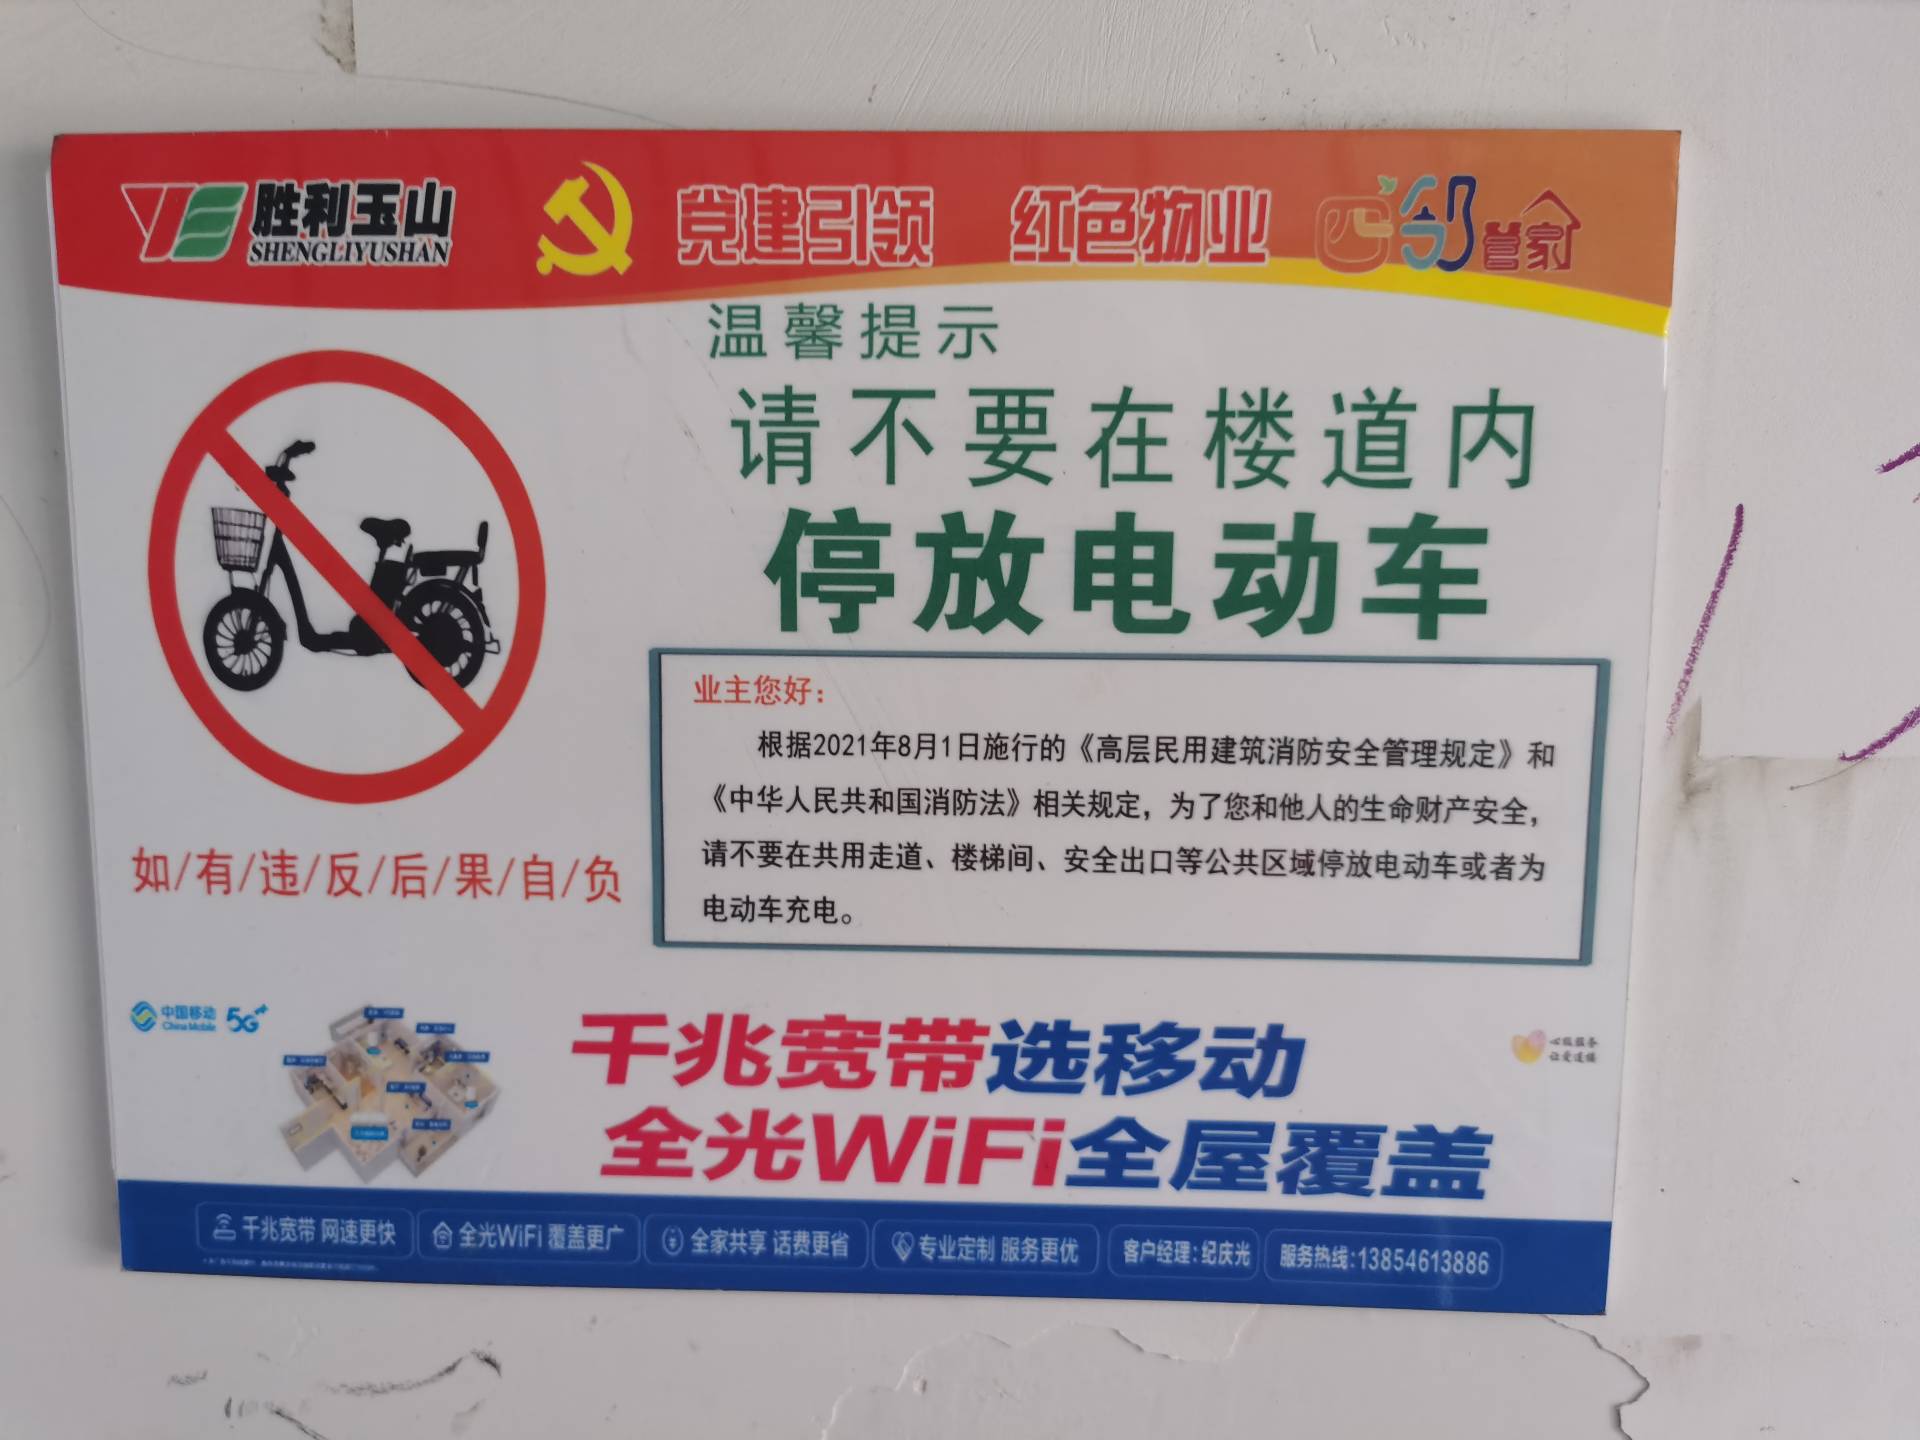 胜利玉山
SHENGLIYUSHAN
党建引领 红色物业
四邻管家
温馨提示
请不要在楼道内
停放电动车
业主您好:
根据2021年8月1日施行的《高层民用建筑消防安全管理规定》和
《中华人民共和国消防法》相关规定，为了您和他人的生命财产安全，
请不要在共用走道、楼梯间、安全出口等公共区域停放电动车或者为
电动车充电。
如/有/违/反/后/果/自/负
中国移动
China Mobile
5G+
千兆宽带选移动
全光WiFi全屋覆盖
心级服务
让爱连接
千兆宽带 网速更快
全光WiFi 覆盖更广
全家共享 话费更省
专业定制 服务更优
客户经理:纪庆光
服务热线:13854613886